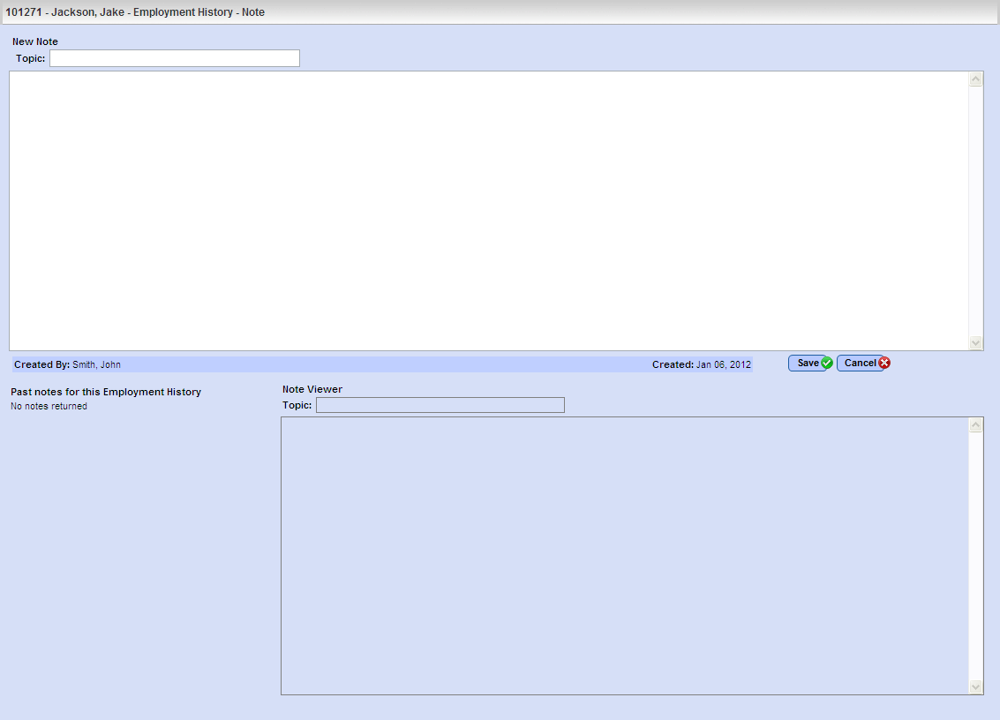 101271 - Jackson, Jake - Employment History - Note
New Note
Topic:
Created By: Smith, John Created: Jan 06, 2012 Save Cancel
Past notes for this Employment History
No notes returned
Note Viewer
Topic: